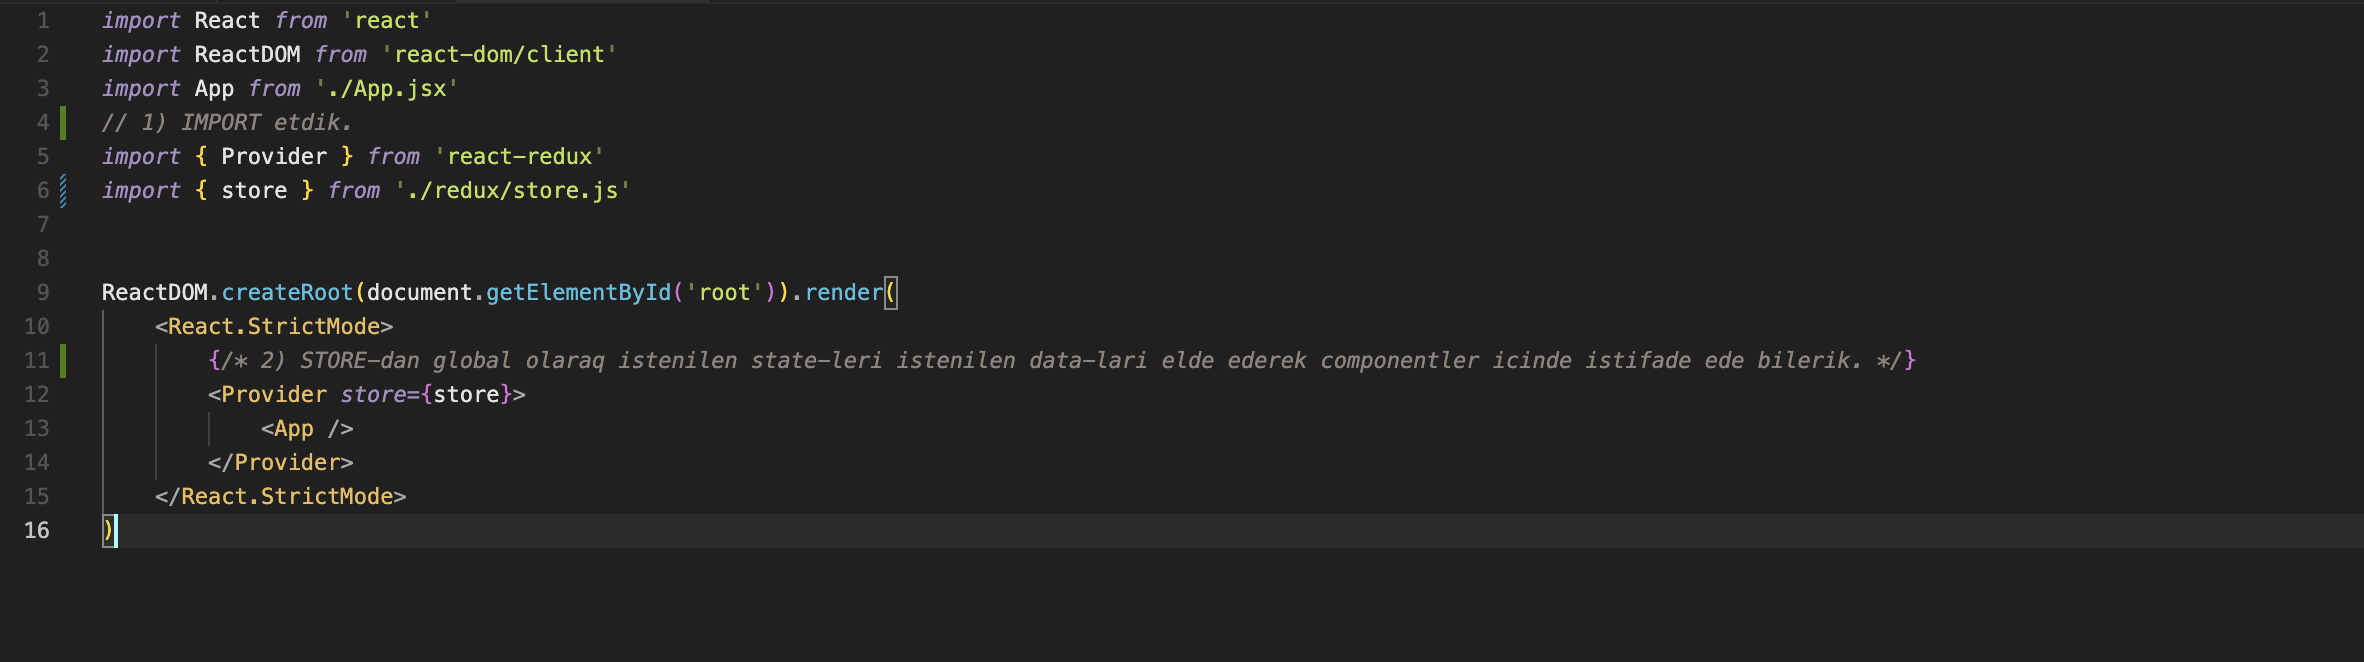 1 import React from 'react'
2 import ReactDOM from 'react-dom/client'
3 import App from './App.jsx'
4 // 1) IMPORT etdik.
5 import { Provider } from 'react-redux'
6 import { store } from './redux/store.js'
7
8
9 ReactDOM.createRoot(document.getElementById('root')).render(
10 <React.StrictMode>
11 {/* 2) STORE-dan global olaraq istenilen state-leri istenilen data-lari elde ederek componentler icinde istifade ede bilerik. */}
12 <Provider store={store}>
13 <App />
14 </Provider>
15 </React.StrictMode>
16 )